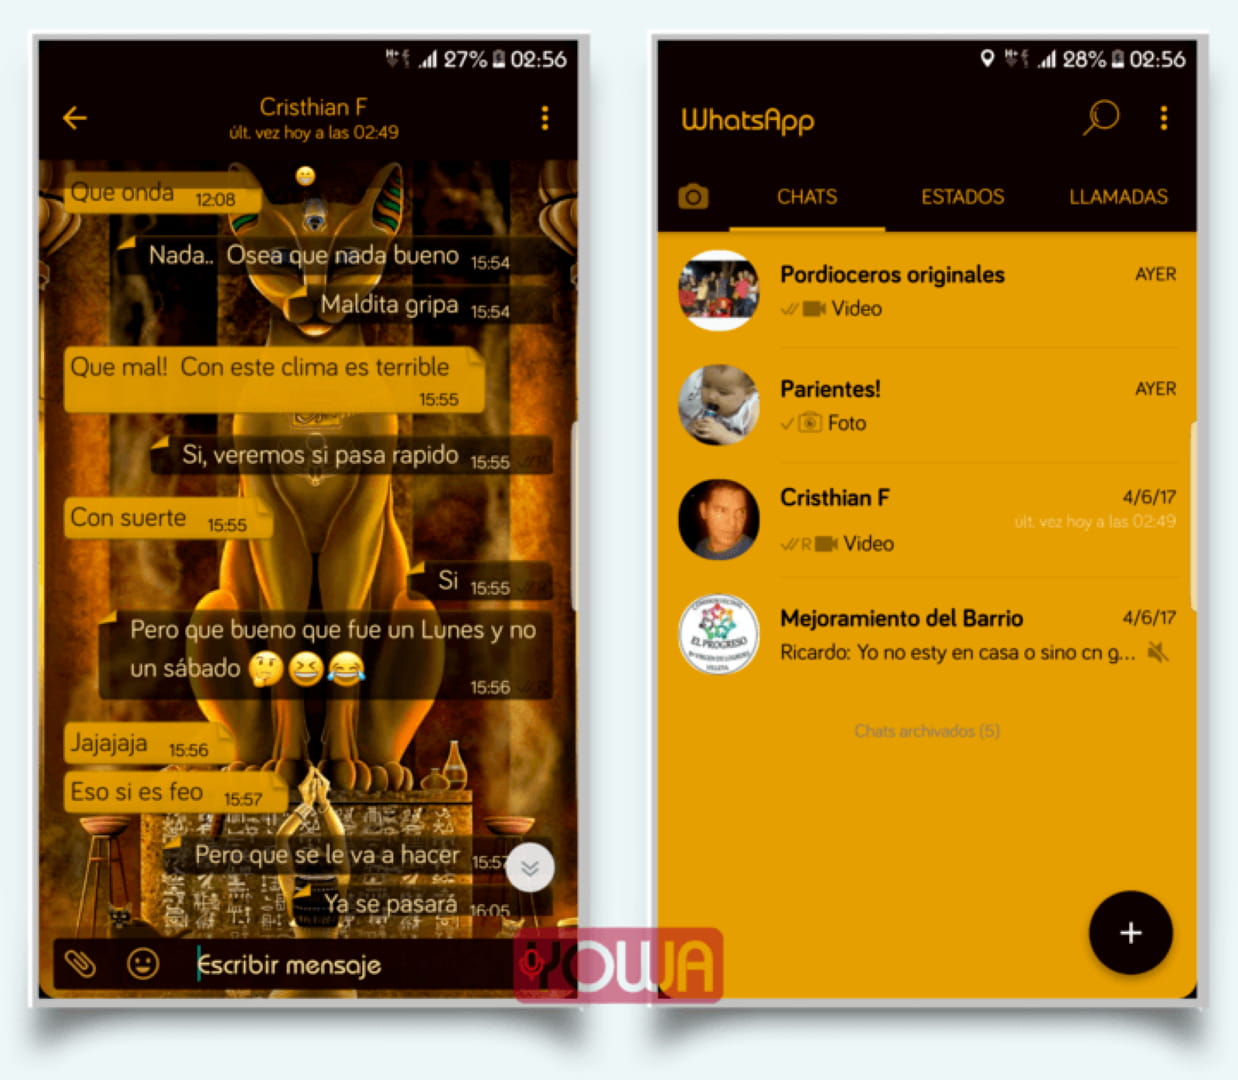 27% 02:56
Cristhian F
últ. vez hoy a las 02:49
Que onda 12:08
Nada.. Osea que nada bueno 15:54
Maldita gripa 15:54
Que mal! Con este clima es terrible
15:55
Si, veremos si pasa rapido 15:55
Con suerte 15:55
Si 15:55
Pero que bueno que fue un Lunes y no
un sábado
15:56
Jajajaja 15:56
Eso si es feo 15:57
Pero que se le va a hacer 15:57
Ya se pasará 16:05
Escribir mensaje
YOWA
28% 02:56
WhatsApp
CHATS ESTADOS LLAMADAS
Pordioceros originales AYER
Video
Parientes! AYER
Foto
Cristhian F 4/6/17
últ. vez hoy a las 02:49
R Video
EL PROGRESO
Mejoramiento del Barrio 4/6/17
Ricardo: Yo no esty en casa o sino cn g...
Chats archivados (5)